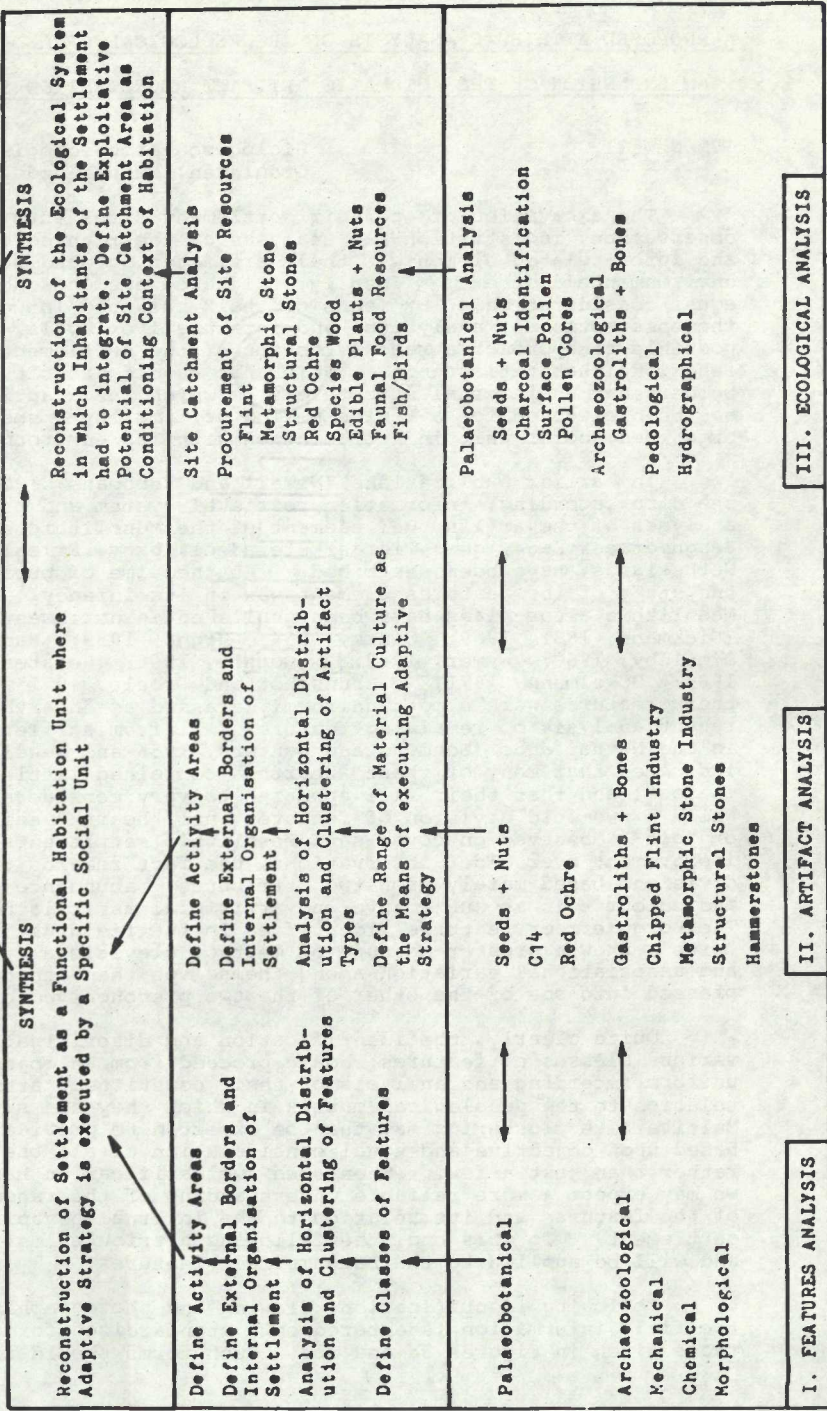 SYNTHESIS
Reconstruction of Settlement as a Functional Habitation Unit where
Adaptive Strategy is executed by a Specific Social Unit
SYNTHESIS
Reconstruction of the Ecological System
in which Inhabitants of the Settlement
had to integrate. Define Exploitative
Potential of Site Catchment Area as
Conditioning Context of Habitation
Define Activity Areas
Define External Borders and
Internal Organisation of
Settlement
Analysis of Horizontal Distrib-
ution and Clustering of Features
Define Classes of Features
Define Activity Areas
Define External Borders and
Internal Organisation of
Settlement
Analysis of Horizontal Distrib-
ution and Clustering of Artifact
Types
Define Range of Material Culture as
the Means of executing Adaptive
Strategy
Site Catchment Analysis
Procurement of Site Resources
Flint
Metamorphic Stone
Structural Stones
Red Ochre
Species Wood
Edible Plants + Nuts
Faunal Food Resources
Fish/Birds
Palaeobotanical
Archaeozoological
Mechanical
Chemical
Morphological
Seeds + Nuts
C14
Red Ochre
Gastroliths + Bones
Chipped Flint Industry
Metamorphic Stone Industry
Structural Stones
Hammerstones
Palaeobotanical Analysis
Seeds + Nuts
Charcoal Identification
Surface Pollen
Pollen Cores
Archaeozoological
Gastroliths + Bones
Pedological
Hydrographical
I. FEATURES ANALYSIS
II. ARTIFACT ANALYSIS
III. ECOLOGICAL ANALYSIS